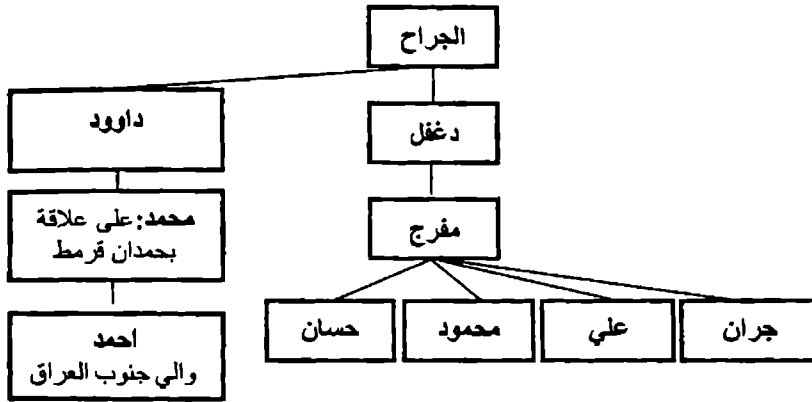 الجراح
داوود
دغفل
محمد: على علاقة
بحمدان قرمط
مفرج
جران
علي
محمود
حسان
احمد
والي جنوب العراق